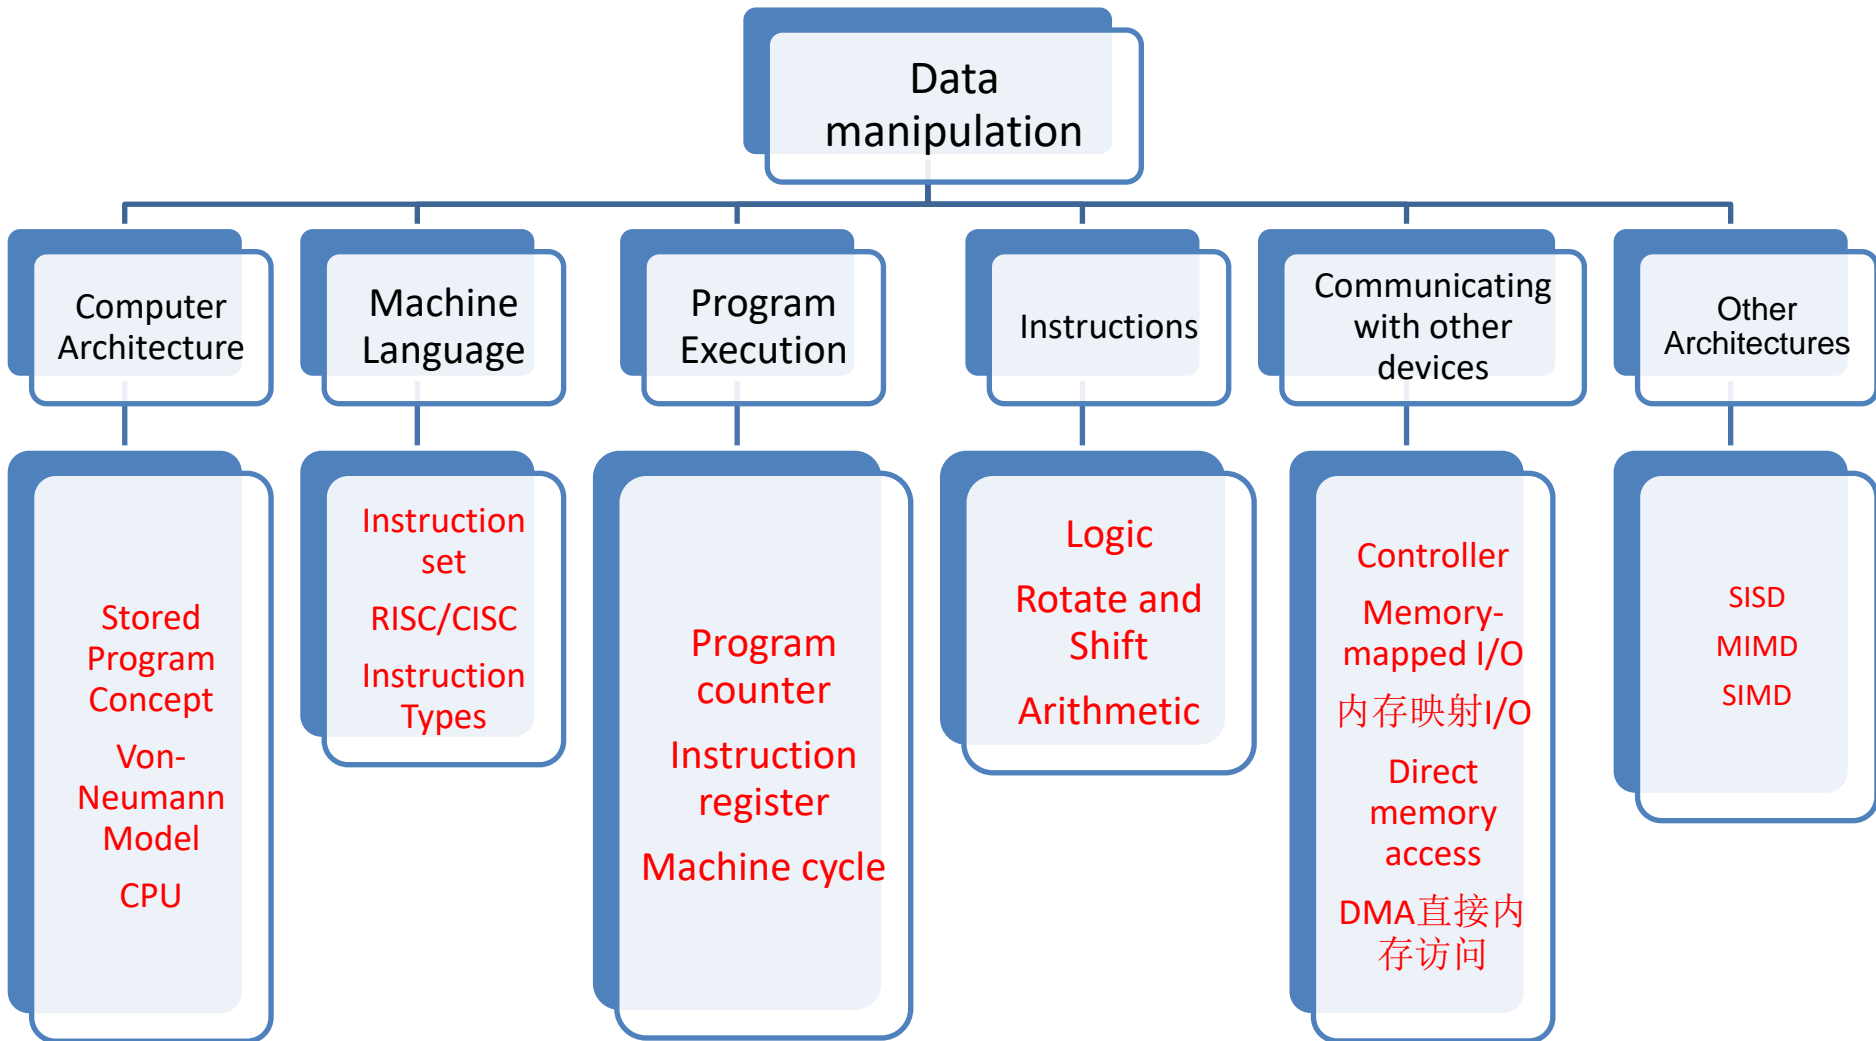 Data
manipulation
Computer
Architecture
Machine
Language
Program
Execution
Instructions
Communicating
with other
devices
Other
Architectures
Stored
Program
Concept
Von-
Neumann
Model
CPU
Instruction
set
RISC/CISC
Instruction
Types
Program
counter
Instruction
register
Machine cycle
Logic
Rotate and
Shift
Arithmetic
Controller
Memory-
mapped I/O
内存映射I/O
Direct
memory
access
DMA直接内
存访问
SISD
MIMD
SIMD